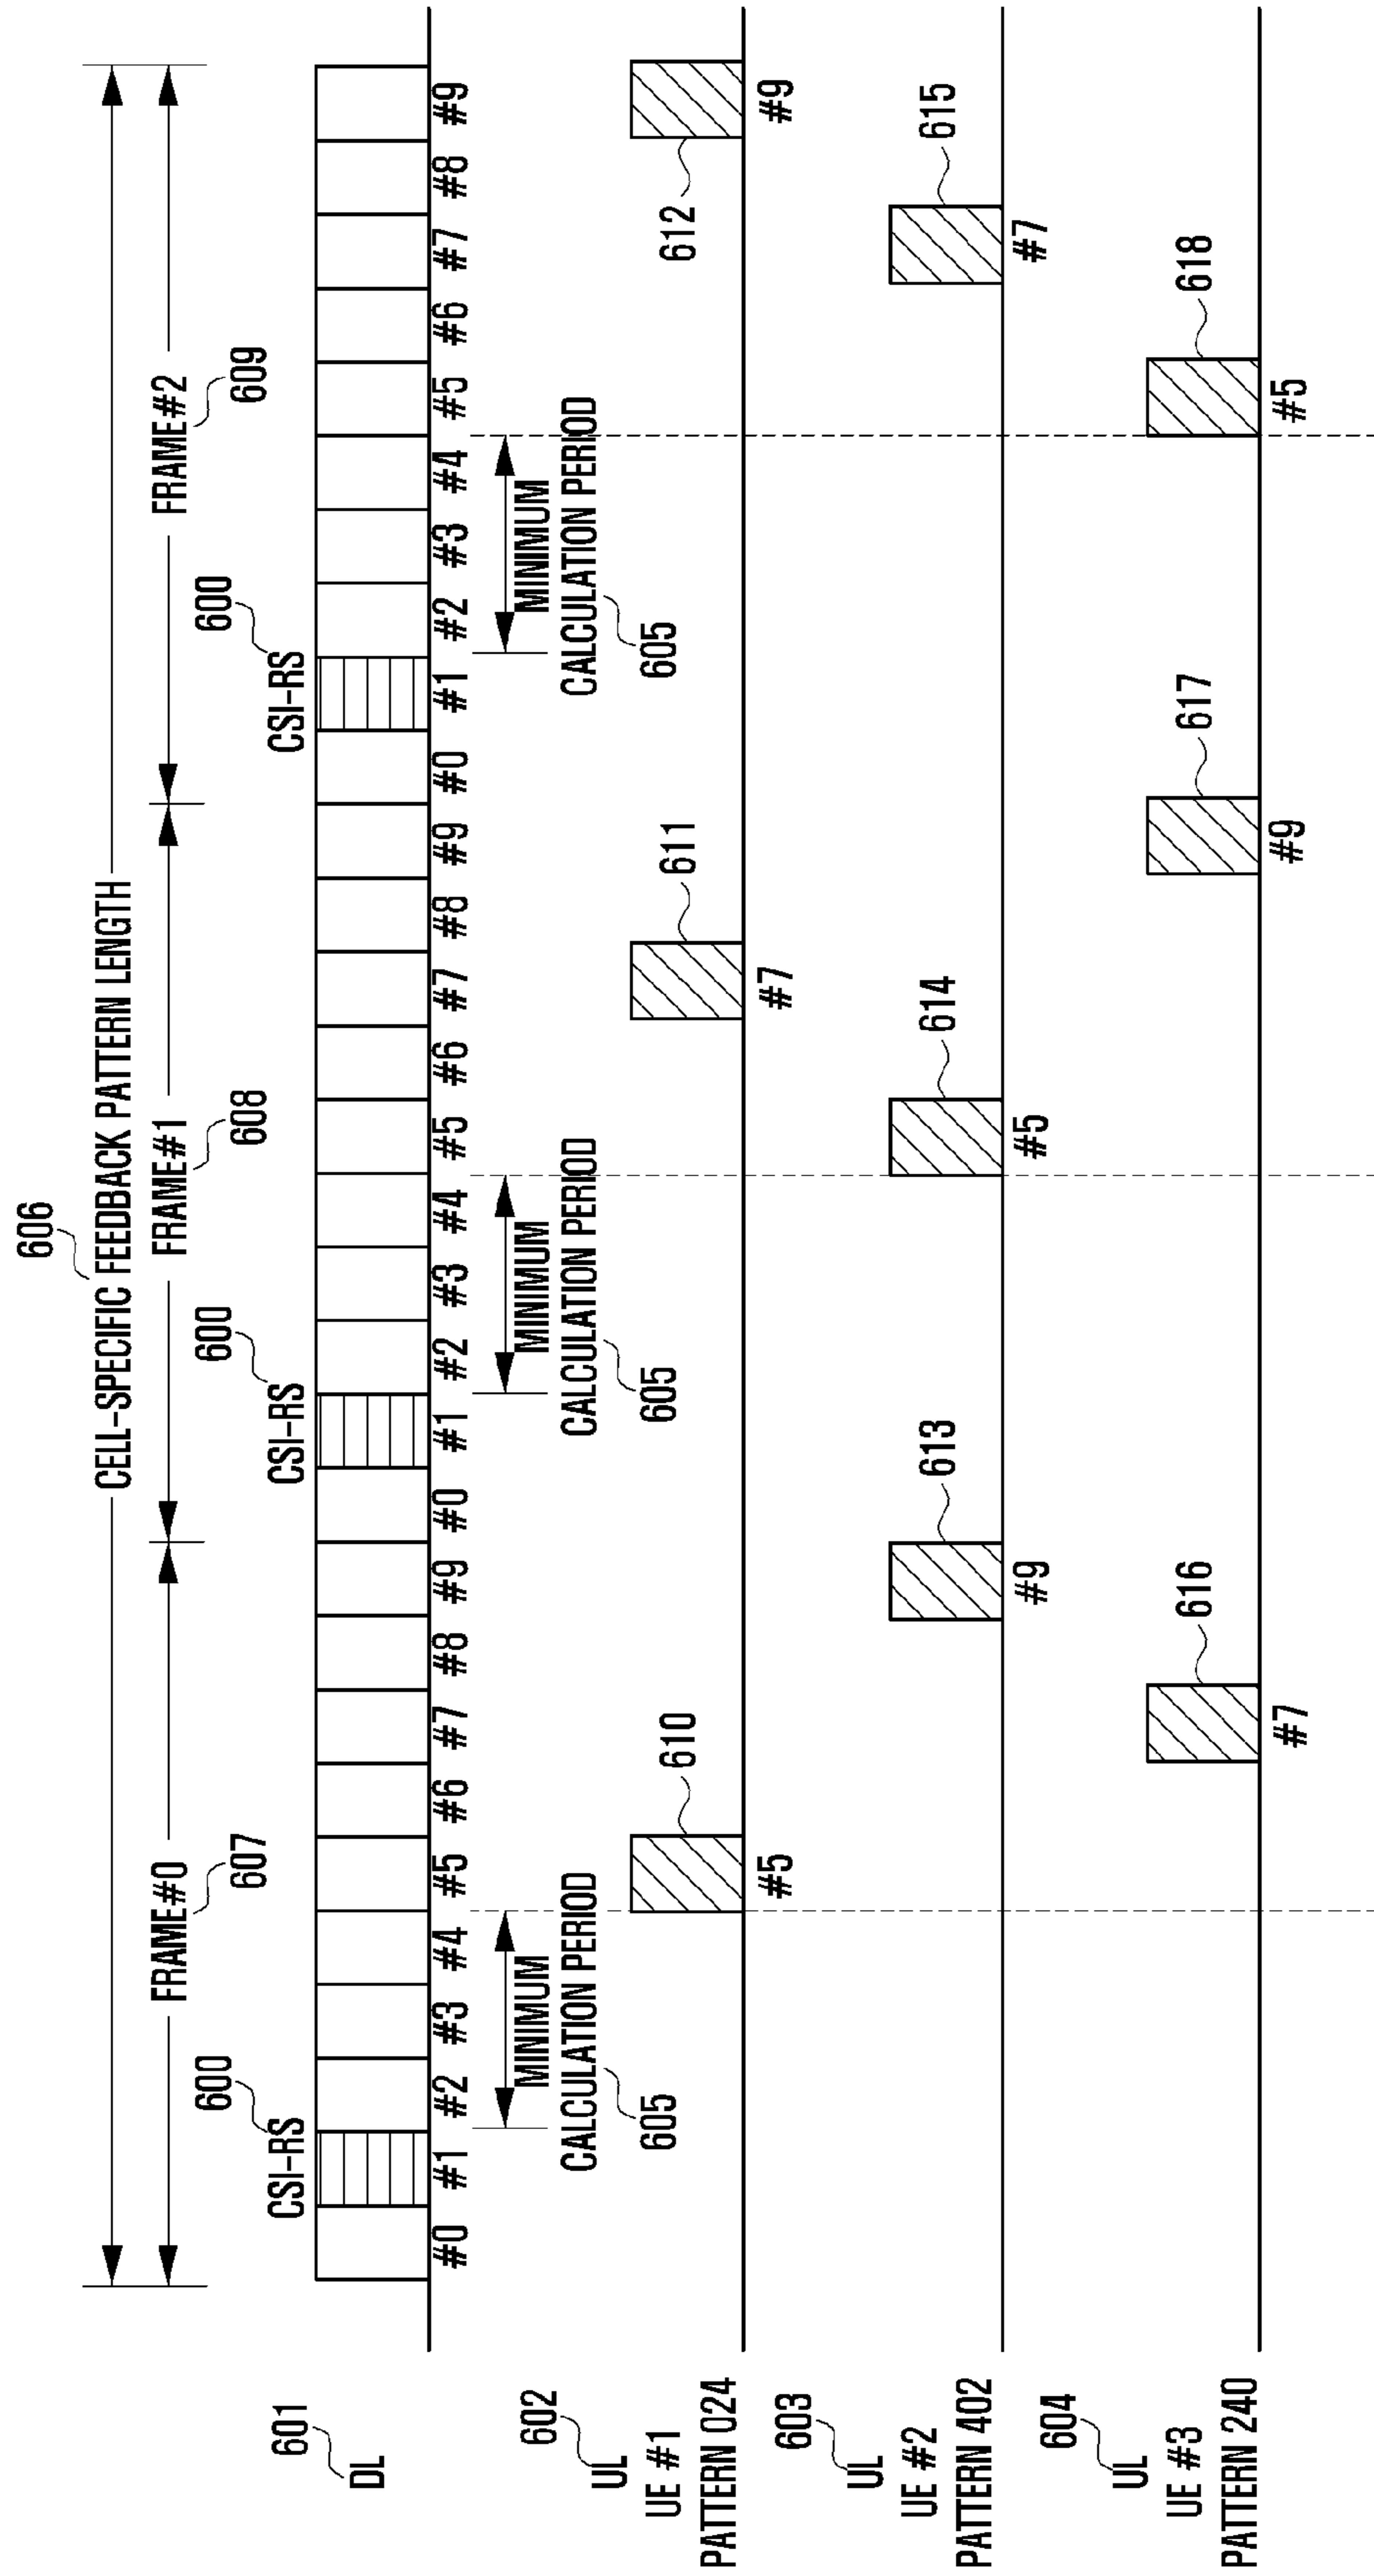 606
CELL-SPECIFIC FEEDBACK PATTERN LENGTH
FRAME#0 FRAME#1 FRAME#2
607 608 609
600 600 600
CSI-RS CSI-RS CSI-RS
601
DL
#0 #1 #2 #3 #4 #5 #6 #7 #8 #9 #0 #1 #2 #3 #4 #5 #6 #7 #8 #9 #0 #1 #2 #3 #4 #5 #6 #7 #8 #9
MINIMUM MINIMUM MINIMUM
CALCULATION PERIOD CALCULATION PERIOD CALCULATION PERIOD
605 605 605
602
UL
UE #1
PATTERN 024
610 611 612
#5 #7 #9
603
UL
UE #2
PATTERN 402
613 614 615
#9 #5 #7
604
UL
UE #3
PATTERN 240
616 617 618
#7 #9 #5